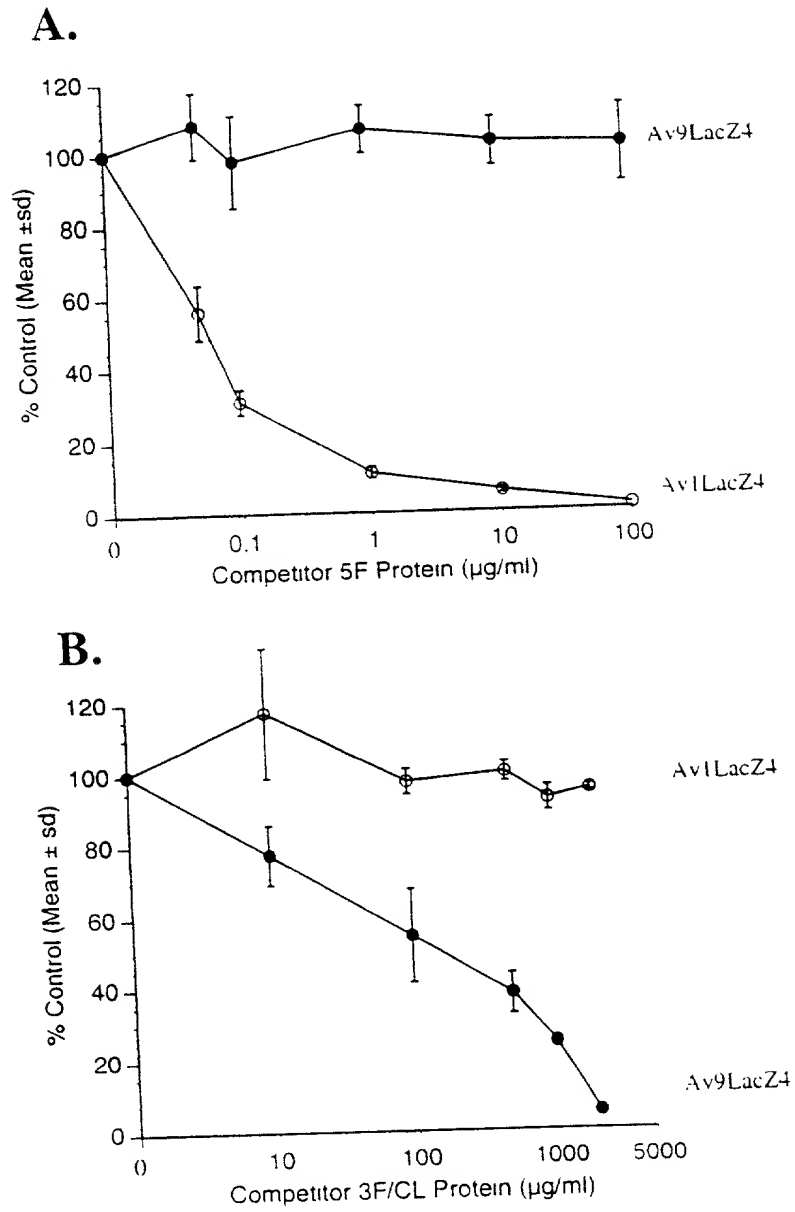 A.
120
100
80
60
40
20
0
% Control (Mean ±sd)
Av9LacZ4
Av1LacZ4
0 0.1 1 10 100
Competitor 5F Protein (µg/ml)
B.
120
100
80
60
40
20
0
% Control (Mean ± sd)
Av1LacZ4
Av9LacZ4
0 10 100 1000 5000
Competitor 3F/CL Protein (µg/ml)